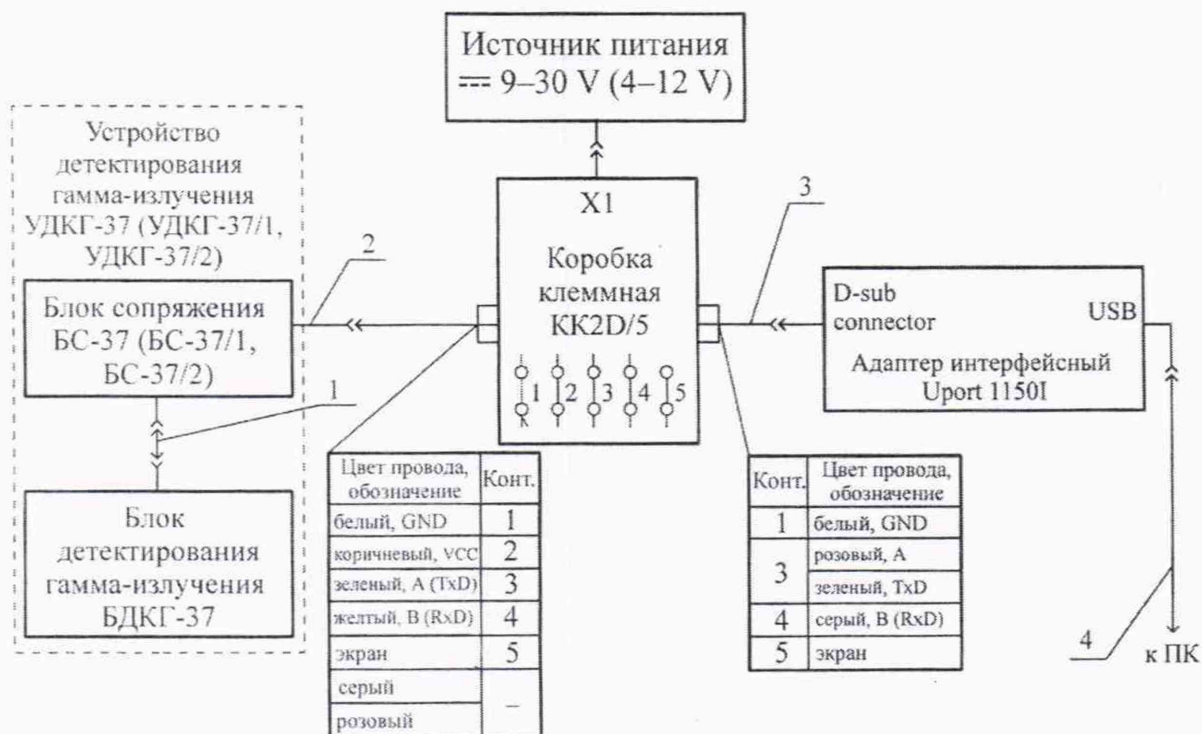 Источник питания
9–30 V (4–12 V)
Устройство
детектирования
гамма-излучения
УДКГ-37 (УДКГ-37/1,
УДКГ-37/2)
Блок сопряжения
БС-37 (БС-37/1,
БС-37/2)
1
Блок
детектирования
гамма-излучения
БДКГ-37
2
X1
Коробка
клеммная
КК2D/5
1 2 3 4 5
3
D-sub
connector
USB
Адаптер интерфейсный
Uport 1150I
4
к ПК
Цвет провода,
обозначение
Конт.
белый, GND 1
коричневый, VCC 2
зеленый, A (TxD) 3
желтый, B (RxD) 4
экран 5
серый
–
розовый
Конт.
Цвет провода,
обозначение
1 белый, GND
3 розовый, A
зеленый, TxD
4 серый, B (RxD)
5 экран